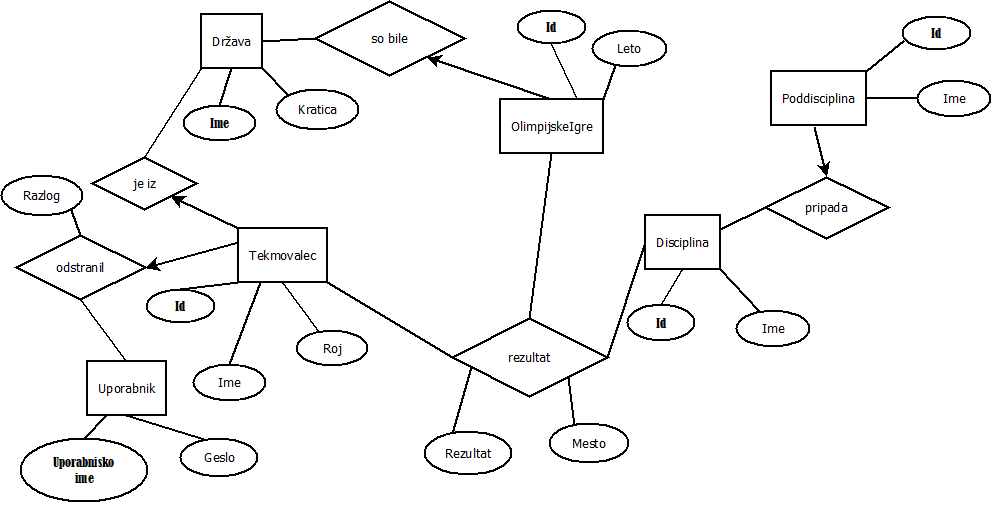 Država
so bile
Id
Leto
Id
Ime
Kratica
OlimpijskeIgre
Poddisciplina
Ime
je iz
Razlog
pripada
odstranil
Tekmovalec
Disciplina
Id
Ime
Roj
rezultat
Id
Ime
Uporabnik
Uporabnisko
ime
Geslo
Rezultat
Mesto